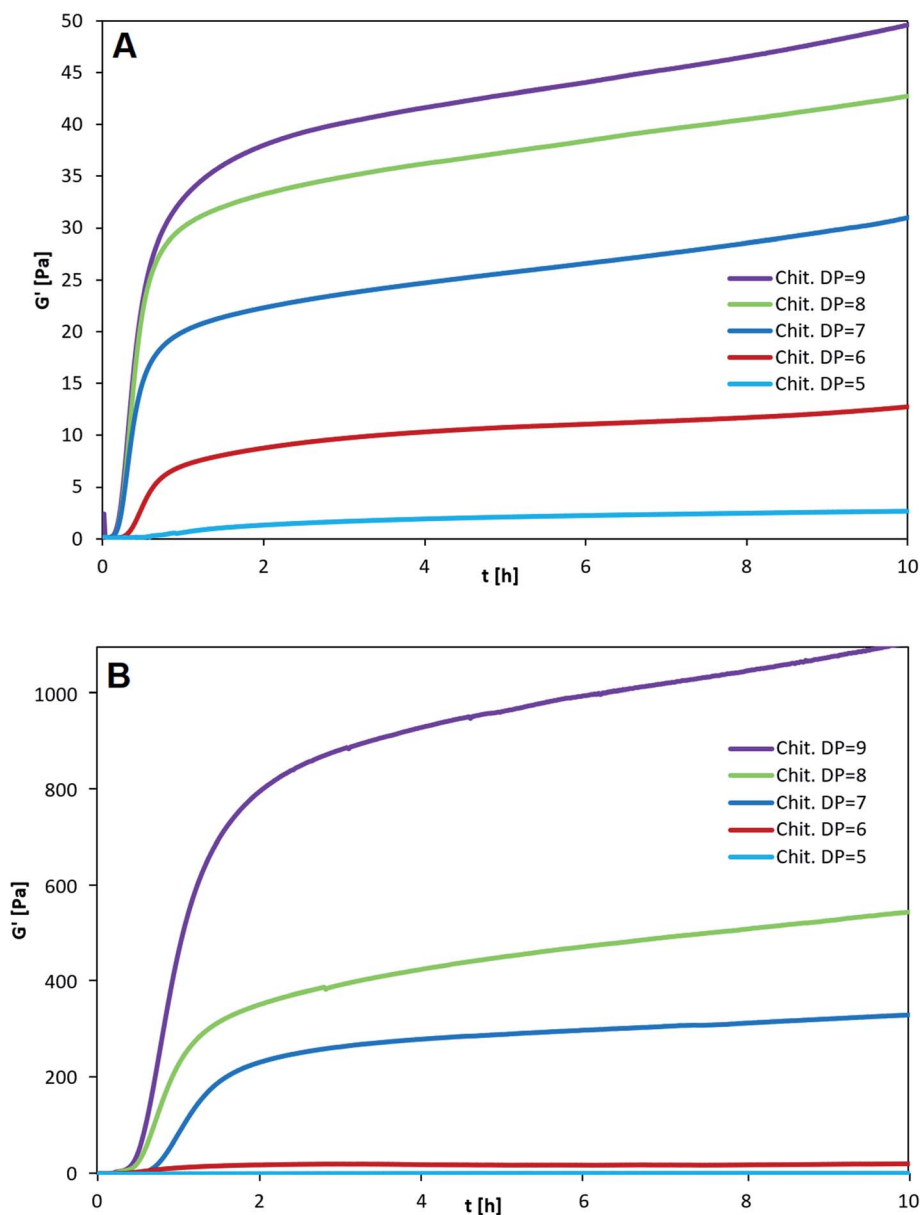 A
50
45
40
35
30
25
20
15
10
5
0
G' [Pa]
Chit. DP=9
Chit. DP=8
Chit. DP=7
Chit. DP=6
Chit. DP=5
0 2 4 6 8 10
t [h]
B
1000
800
600
400
200
0
G' [Pa]
Chit. DP=9
Chit. DP=8
Chit. DP=7
Chit. DP=6
Chit. DP=5
0 2 4 6 8 10
t [h]